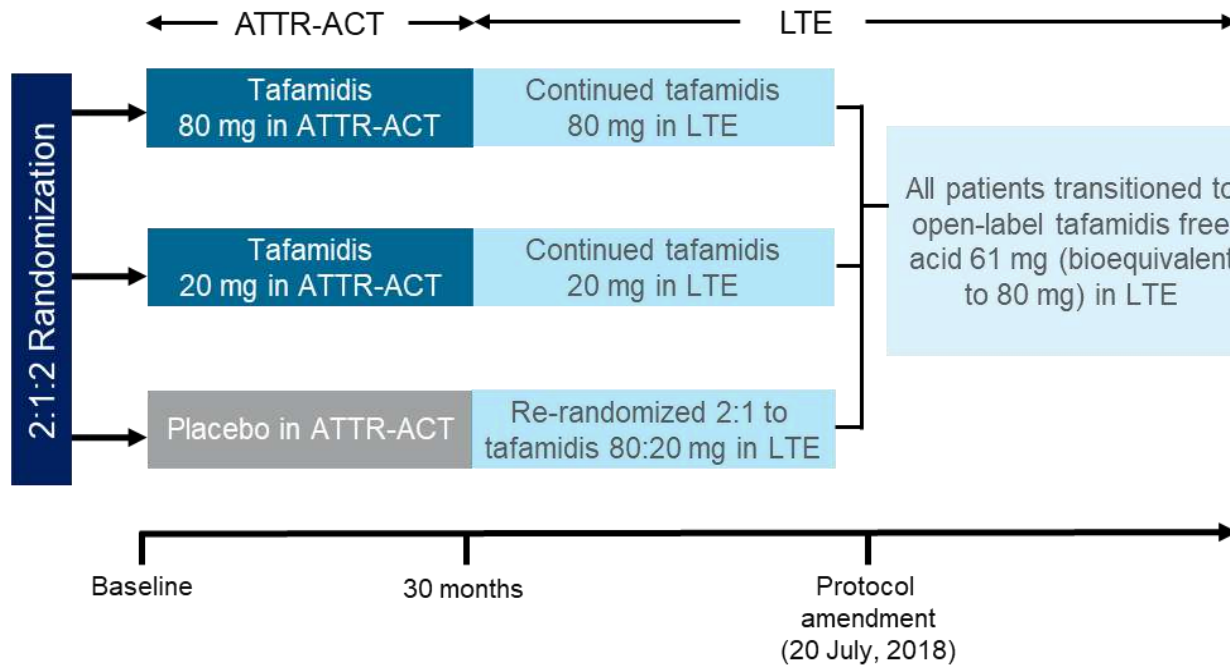 ATTR-ACT
LTE
2:1:2 Randomization
Tafamidis
80 mg in ATTR-ACT
Continued tafamidis
80 mg in LTE
Tafamidis
20 mg in ATTR-ACT
Continued tafamidis
20 mg in LTE
Placebo in ATTR-ACT
Re-randomized 2:1 to
tafamidis 80:20 mg in LTE
All patients transitioned to
open-label tafamidis free
acid 61 mg (bioequivalent
to 80 mg) in LTE
Baseline
30 months
Protocol
amendment
(20 July, 2018)